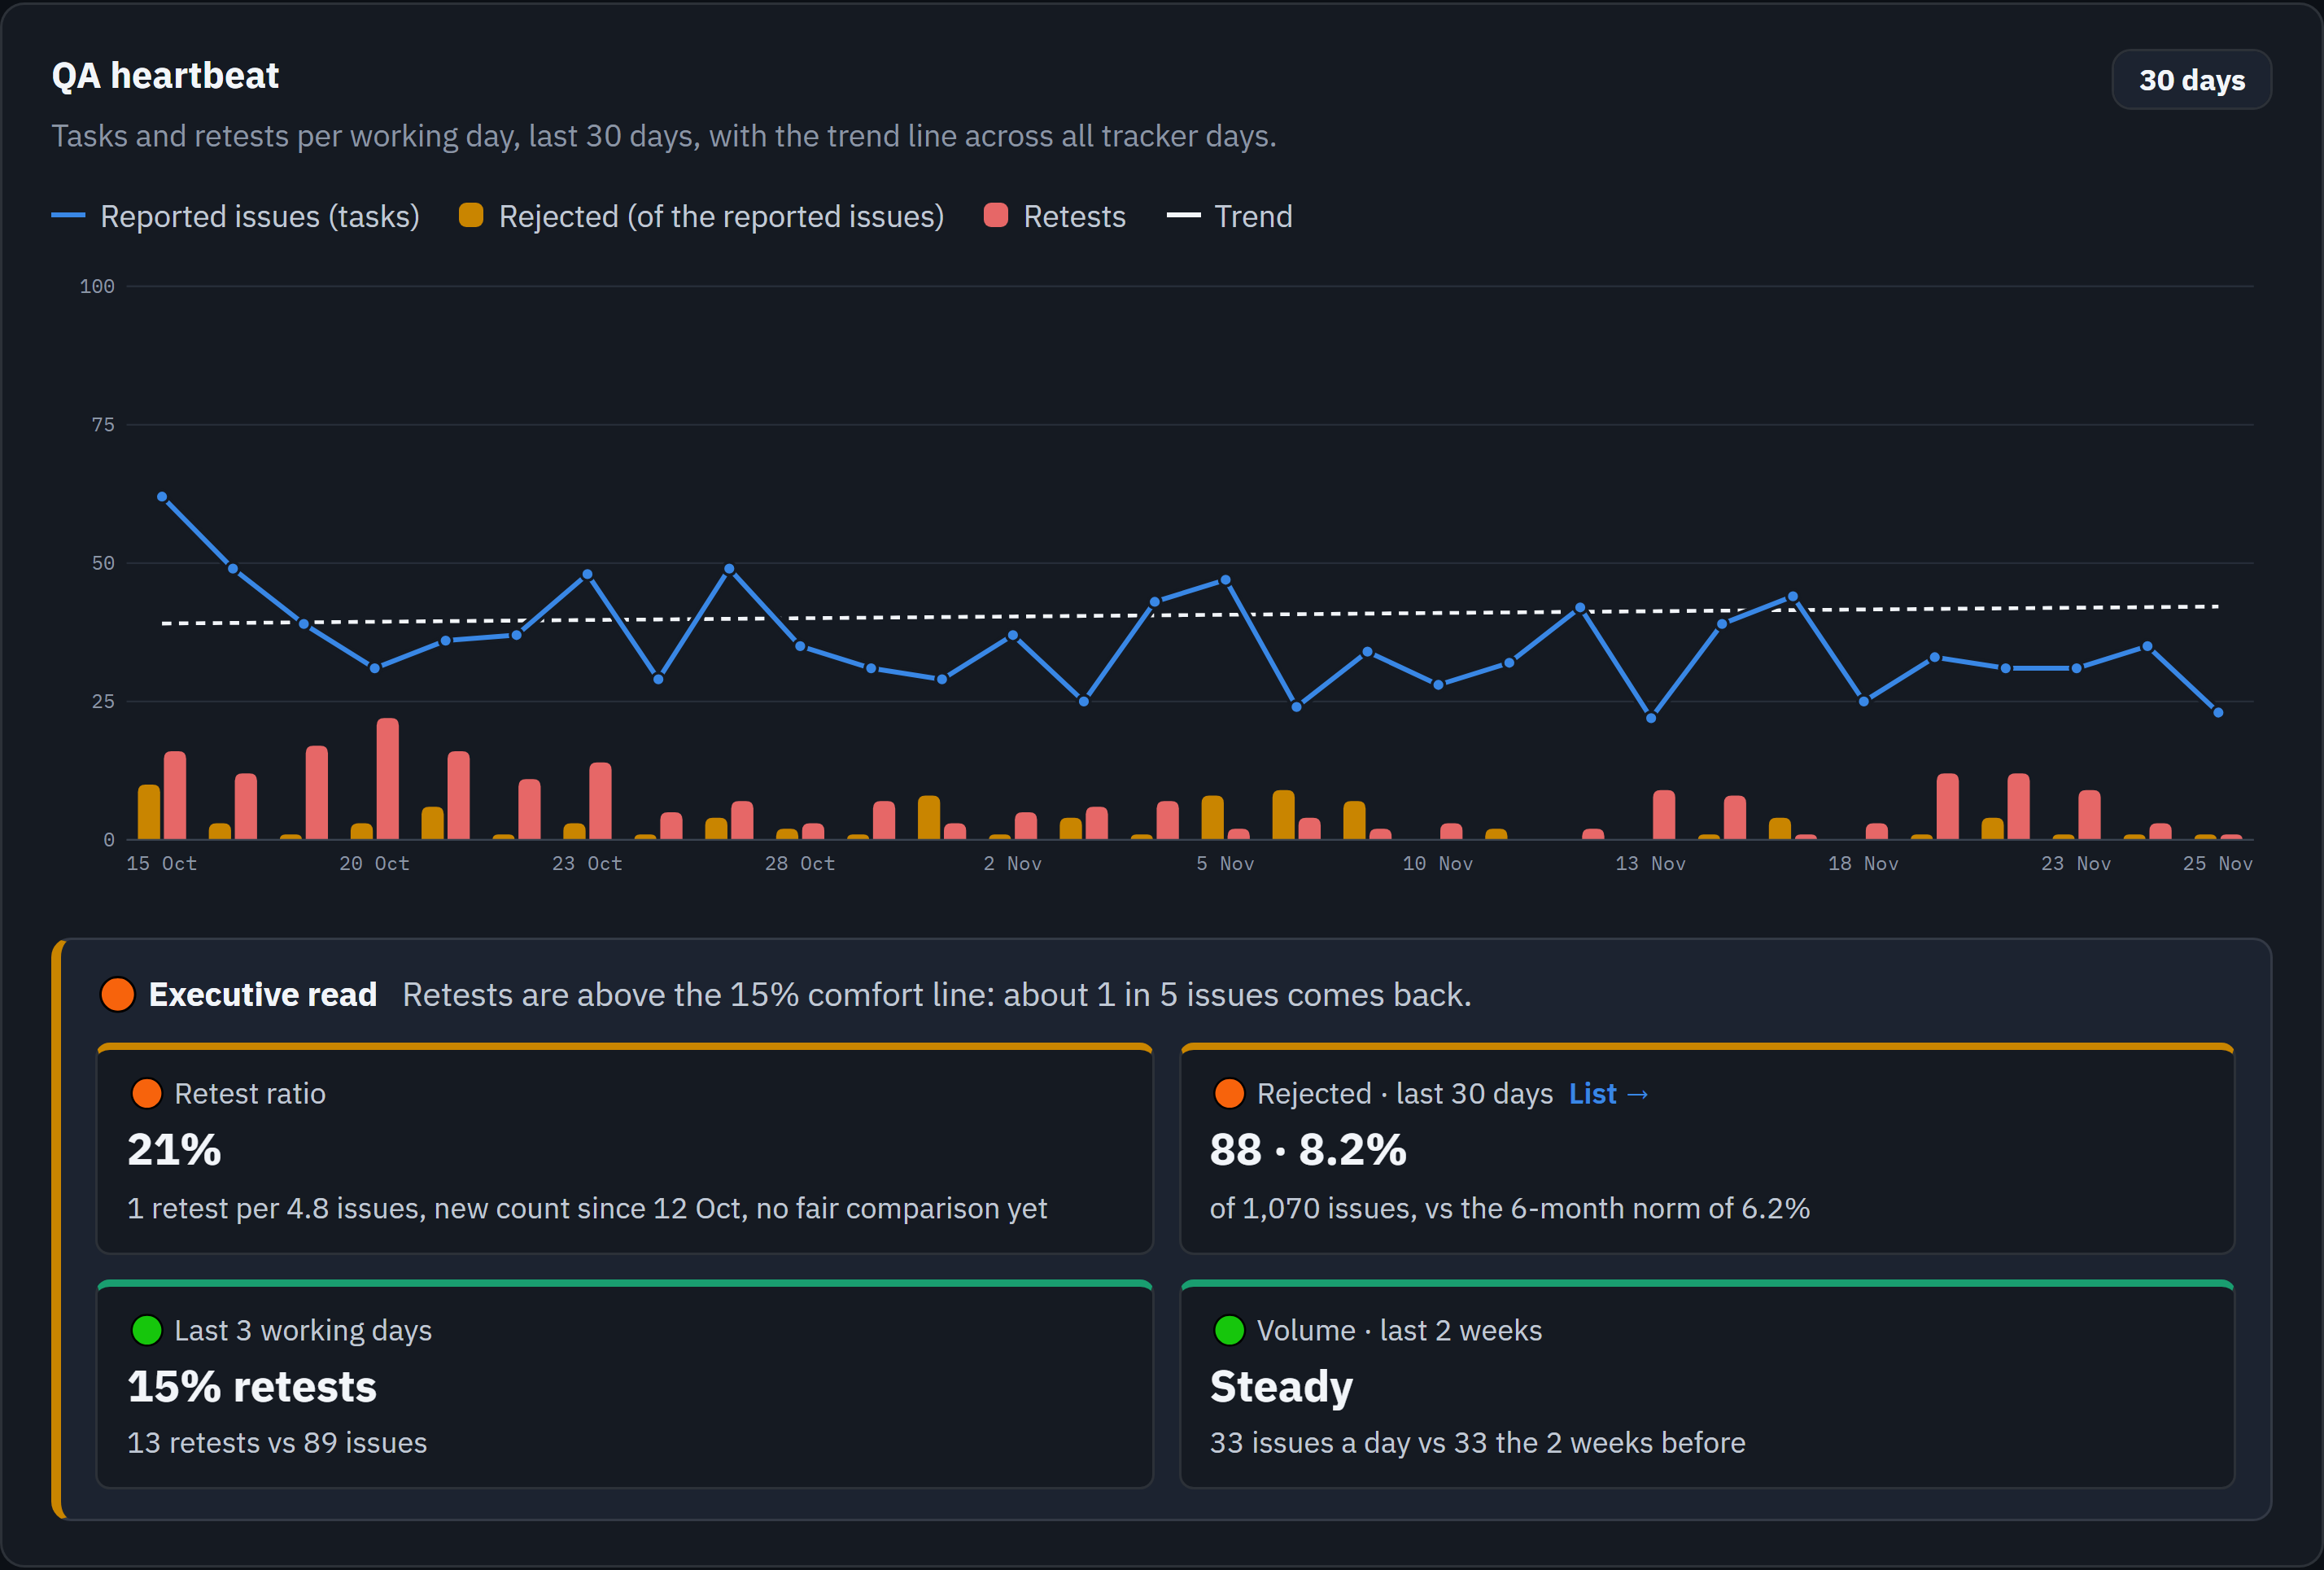 QA heartbeat
30 days
Tasks and retests per working day, last 30 days, with the trend line across all tracker days.
Reported issues (tasks) Rejected (of the reported issues) Retests Trend
100
75
50
25
0
15 Oct 20 Oct 23 Oct 28 Oct 2 Nov 5 Nov 10 Nov 13 Nov 18 Nov 23 Nov 25 Nov
Executive read Retests are above the 15% comfort line: about 1 in 5 issues comes back.
Retest ratio
21%
1 retest per 4.8 issues, new count since 12 Oct, no fair comparison yet
Rejected · last 30 days List →
88 · 8.2%
of 1,070 issues, vs the 6-month norm of 6.2%
Last 3 working days
15% retests
13 retests vs 89 issues
Volume · last 2 weeks
Steady
33 issues a day vs 33 the 2 weeks before